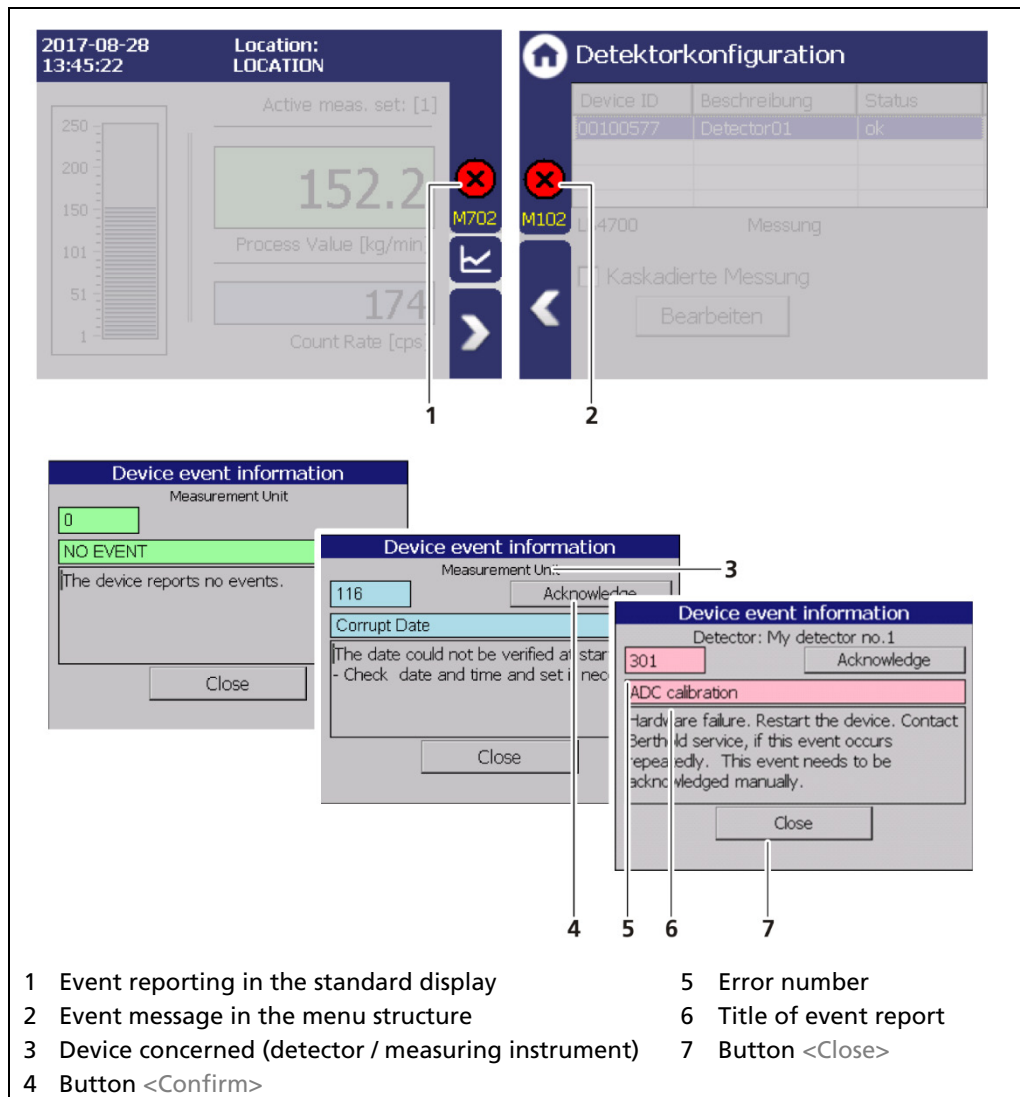 2017-08-28
13:45:22
Location:
LOCATION
Active meas. set: [1]
250
200
150
101
51
1
152.2
Process Value [kg/min]
174
Count Rate [cps]
M702
1
Detektorkonfiguration
Device ID Beschreibung Status
00100577 Detector01 ok
M102
Messung
Kaskadierte Messung
Bearbeiten
2
Device event information
Measurement Unit
0
NO EVENT
The device reports no events.
Close
Device event information
Measurement Unit
3
116 Acknowledge
Corrupt Date
The date could not be verified at
- Check date and time and set
Close
4
Device event information
Detector: My detector no.1
301 Acknowledge
ADC calibration
Hardware failure. Restart the device. Contact
Berthold service, if this event occurs
repeatedly. This event needs to be
acknowledged manually.
Close
5 6 7
1 Event reporting in the standard display
2 Event message in the menu structure
3 Device concerned (detector / measuring instrument)
4 Button <Confirm>
5 Error number
6 Title of event report
7 Button <Close>